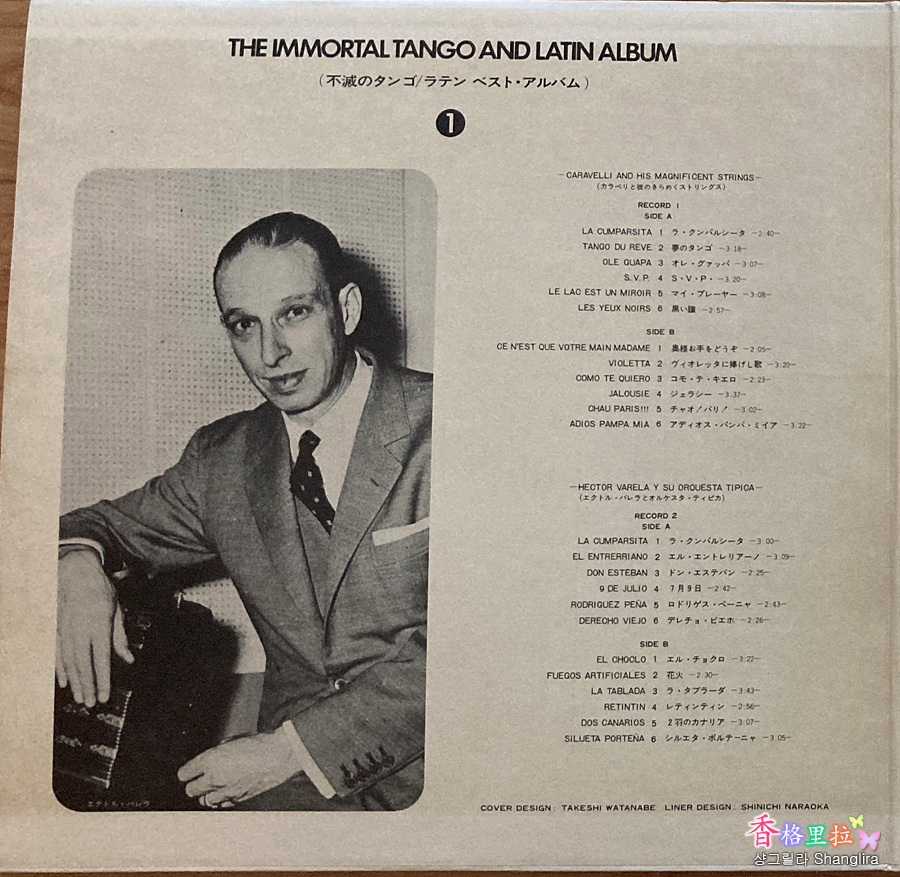 THE IMMORTAL TANGO AND LATIN ALBUM
(不滅のタンゴ/ラテン ベスト・アルバム)
1
—CARAVELLI AND HIS MAGNIFICENT STRINGS—
(カラベリと彼のきらめくストリングス)
RECORD 1
SIDE A
LA CUMPARSITA 1 ラ・クンパルシータ —2:40—
TANGO DU REVE 2 夢のタンゴ —3:18—
OLE GUAPA 3 オレ・グァッパ —3:07—
S.V.P. 4 S・V・P・ —3:20—
LE LAC EST UN MIROIR 5 マイ・プレーヤー —3:08—
LES YEUX NOIRS 6 黒い瞳 —2:57—
SIDE B
CE N'EST QUE VOTRE MAIN MADAME 1 奥様お手をどうぞ —2:05—
VIOLETTA 2 ヴィオレッタに捧げし歌 —3:20—
COMO TE QUIERO 3 コモ・テ・キエロ —2:23—
JALOUSIE 4 ジェラシー —3:37—
CHAU PARIS!!! 5 チャオ!パリ! —3:02—
ADIOS PAMPA MIA 6 アディオス・パンパ・ミイア —3:22—
—HECTOR VARELA Y SU ORQUESTA TIPICA—
(エクトル・バレラとオルケスタ・ティピカ)
RECORD 2
SIDE A
LA CUMPARSITA 1 ラ・クンパルシータ —3:00—
EL ENTRERRIANO 2 エル・エントレリアーノ —3:09—
DON ESTEBAN 3 ドン・エステバン —2:25—
9 DE JULIO 4 7月9日 —2:42—
RODRIGUEZ PEÑA 5 ロドリゲス・ペーニャ —2:43—
DERECHO VIEJO 6 デレチョ・ビエホ —2:26—
SIDE B
EL CHOCLO 1 エル・チョクロ —3:22—
FUEGOS ARTIFICIALES 2 花火 —2:30—
LA TABLADA 3 ラ・タブラーダ —3:43—
RETINTIN 4 レティンティン —2:56—
DOS CANARIOS 5 2羽のカナリア —3:07—
SILUETA PORTEÑA 6 シルエタ・ポルテーニャ —3:05—
エクトル・バレラ
COVER DESIGN: TAKESHI WATANABE LINER DESIGN: SHINICHI NARAOKA
香格里拉
샹그릴라 Shanglira